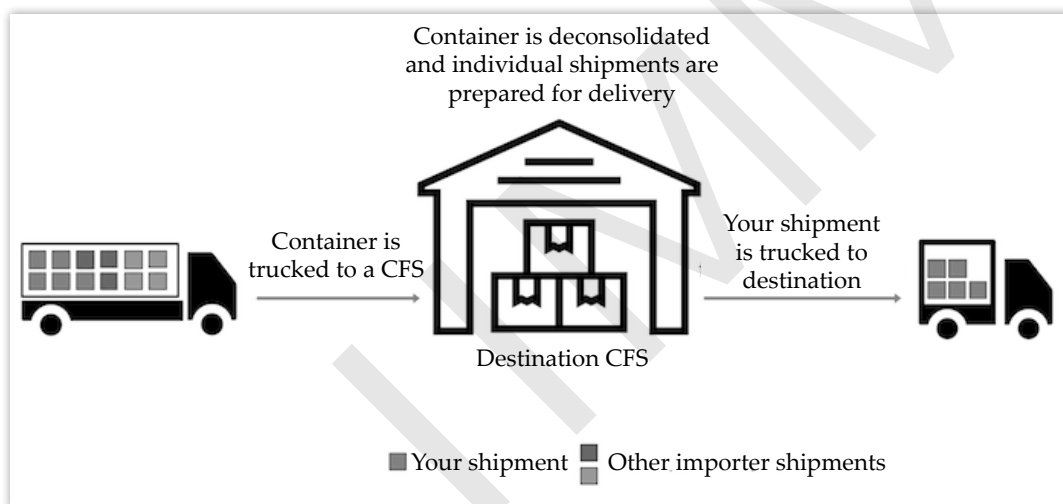 Container is deconsolidated
and individual shipments are
prepared for delivery
Container is
trucked to a CFS
Your shipment
is trucked to
destination
Destination CFS
Your shipment
Other importer shipments